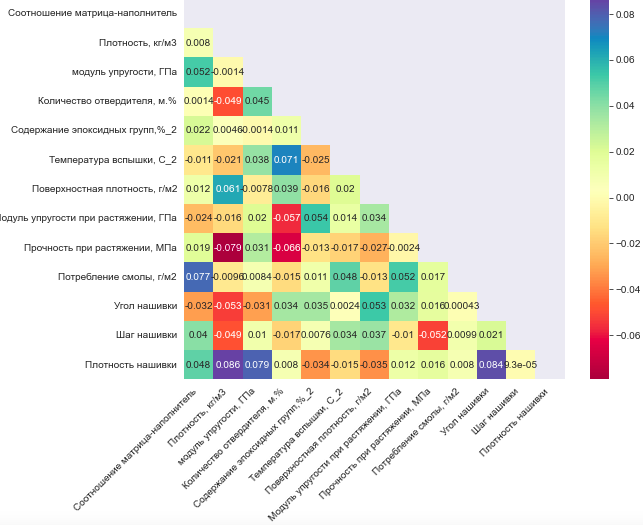 Соотношение матрица-наполнитель
Плотность, кг/м3 0.008
модуль упругости, ГПа 0.052 -0.0014
Количество отвердителя, м.% 0.0014 -0.049 0.045
Содержание эпоксидных групп,%_2 0.022 0.0046 -0.0014 0.011
Температура вспышки, С_2 -0.011 -0.021 0.038 0.071 -0.025
Поверхностная плотность, г/м2 0.012 0.061 -0.0078 0.039 -0.016 0.02
Модуль упругости при растяжении, ГПа -0.024 -0.016 0.02 -0.057 0.054 0.014 0.034
Прочность при растяжении, МПа 0.019 -0.079 0.031 -0.066 -0.013 -0.017 -0.027 -0.0024
Потребление смолы, г/м2 0.077 -0.0096 0.0084 -0.015 0.011 0.048 -0.013 0.052 0.017
Угол нашивки -0.032 -0.053 -0.031 0.034 0.035 0.0024 0.053 0.032 0.016 0.00043
Шаг нашивки 0.04 -0.049 0.01 -0.017 0.0076 0.034 0.037 -0.01 -0.052 0.0099 0.021
Плотность нашивки 0.048 0.086 0.079 0.008 -0.034 -0.015 -0.035 0.012 0.016 0.008 0.084 9.3e-05
Соотношение матрица-наполнитель
Плотность, кг/м3
модуль упругости, ГПа
Количество отвердителя, м.%
Содержание эпоксидных групп,%_2
Температура вспышки, С_2
Поверхностная плотность, г/м2
Модуль упругости при растяжении, ГПа
Прочность при растяжении, МПа
Потребление смолы, г/м2
Угол нашивки
Шаг нашивки
Плотность нашивки
0.08
0.06
0.04
0.02
0.00
−0.02
−0.04
−0.06